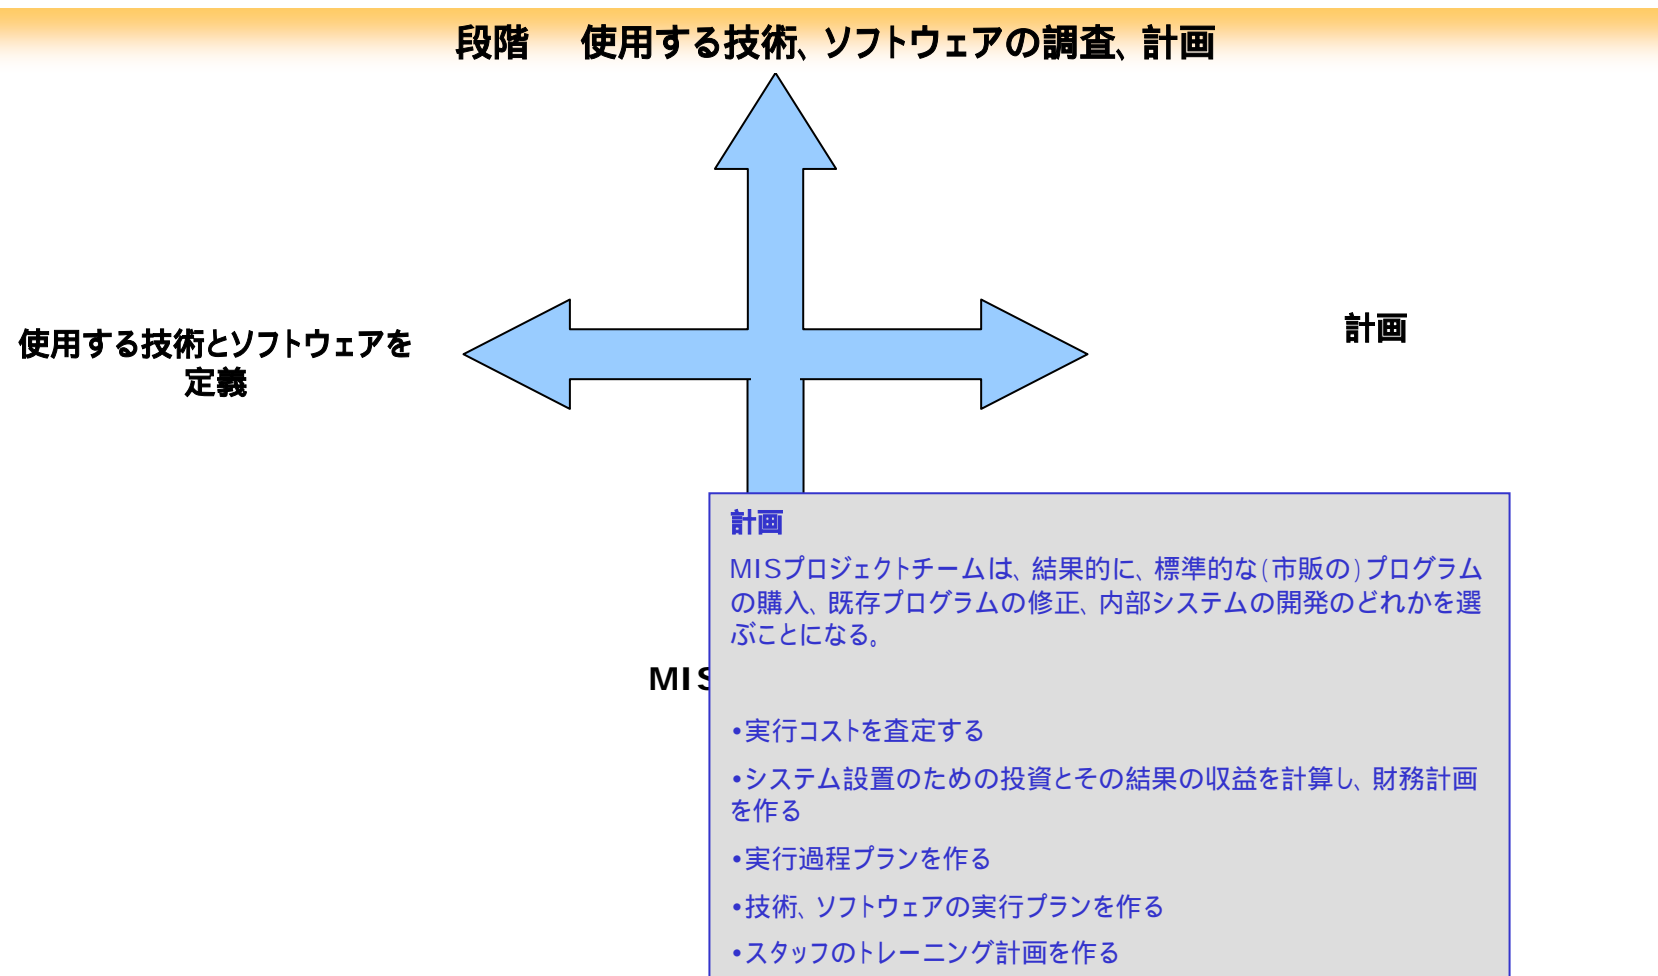 段階　使用する技術、ソフトウェアの調査、計画
使用する技術とソフトウェアを
定義
計画
計画
MISプロジェクトチームは、結果的に、標準的な(市販の)プログラム
の購入、既存プログラムの修正、内部システムの開発のどれかを選
ぶことになる。
MIS
•実行コストを査定する
•システム設置のための投資とその結果の収益を計算し、財務計画
を作る
•実行過程プランを作る
•技術、ソフトウェアの実行プランを作る
•スタッフのトレーニング計画を作る